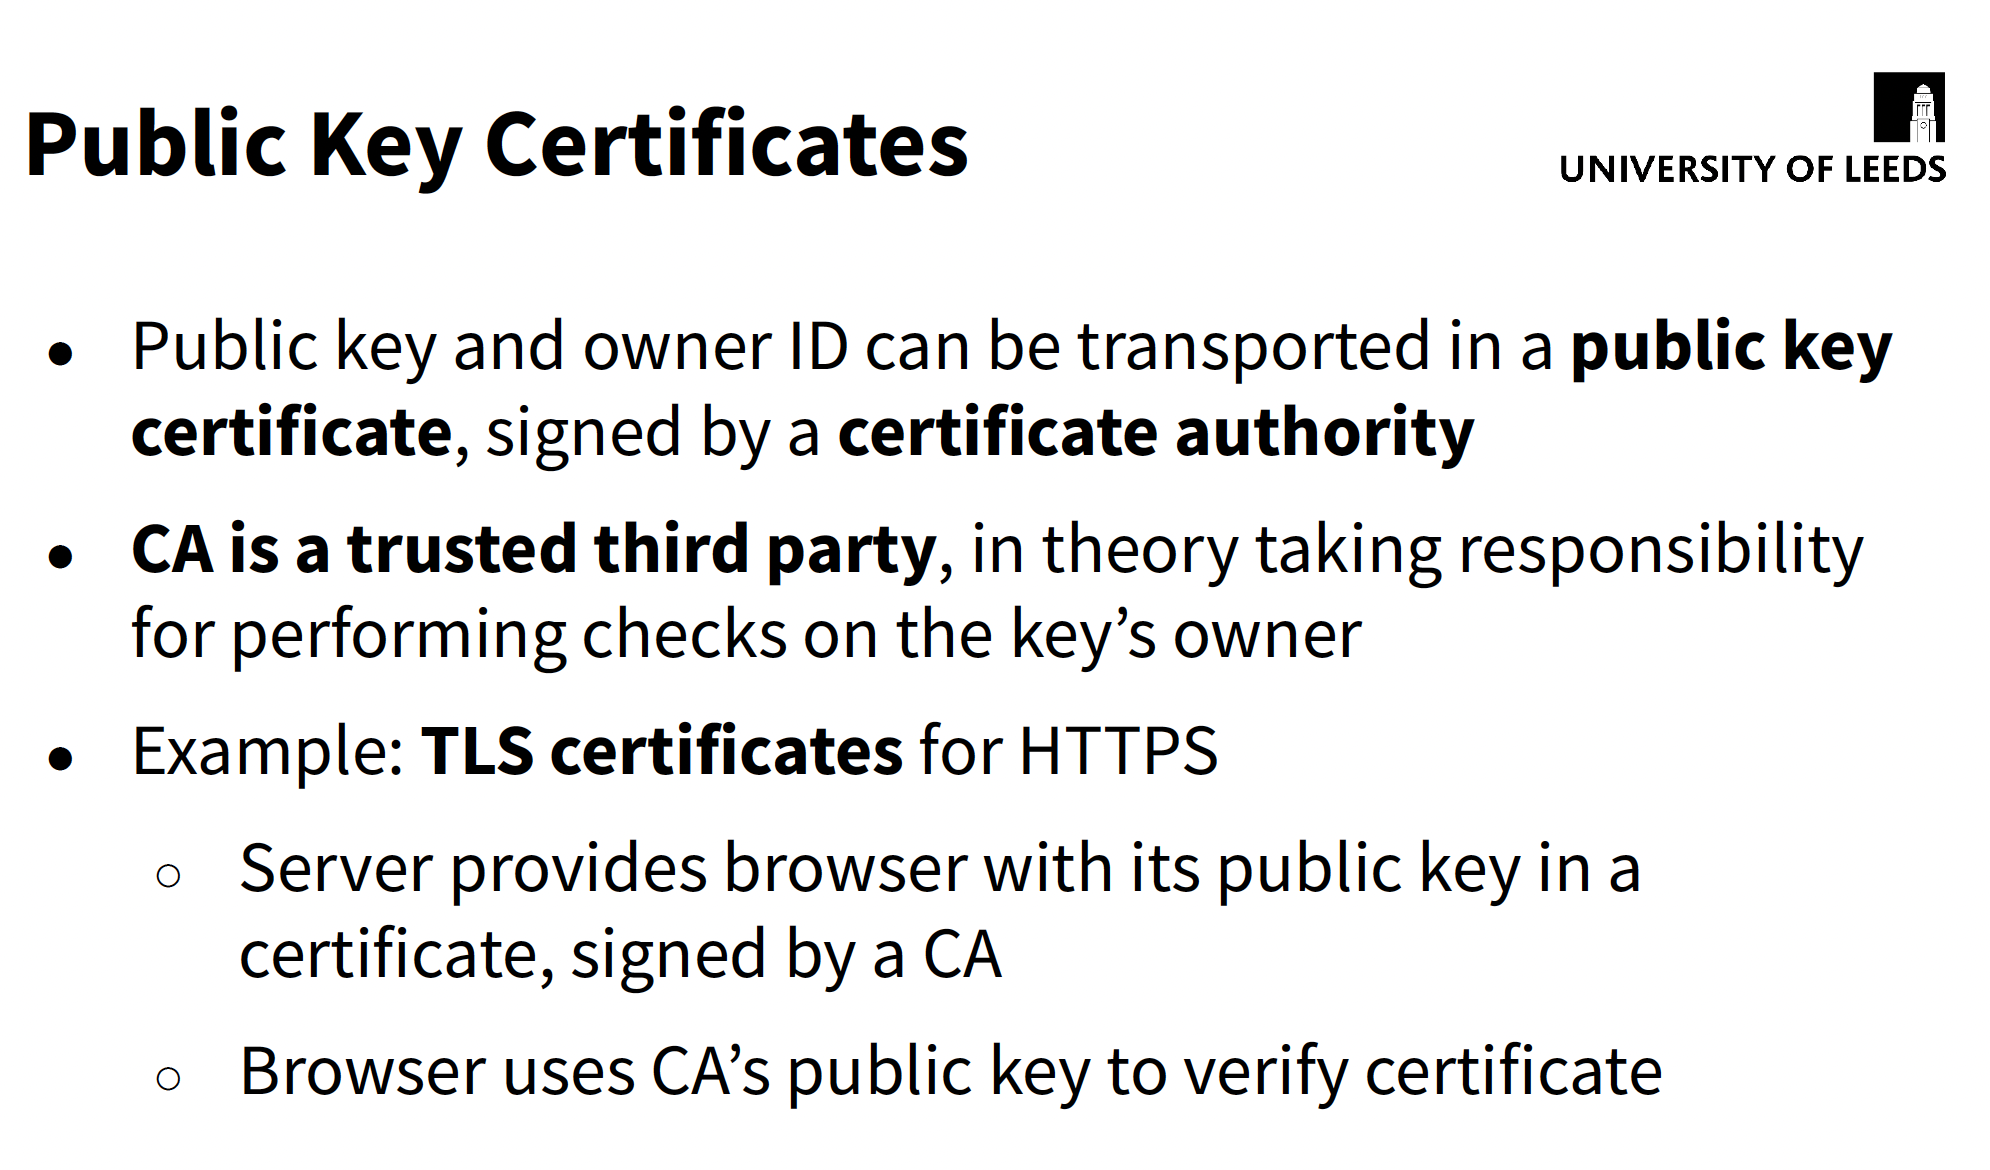 Public Key Certificates
UNIVERSITY OF LEEDS
● Public key and owner ID can be transported in a public key
certificate, signed by a certificate authority
● CA is a trusted third party, in theory taking responsibility
for performing checks on the key’s owner
● Example: TLS certificates for HTTPS
○ Server provides browser with its public key in a
certificate, signed by a CA
○ Browser uses CA’s public key to verify certificate